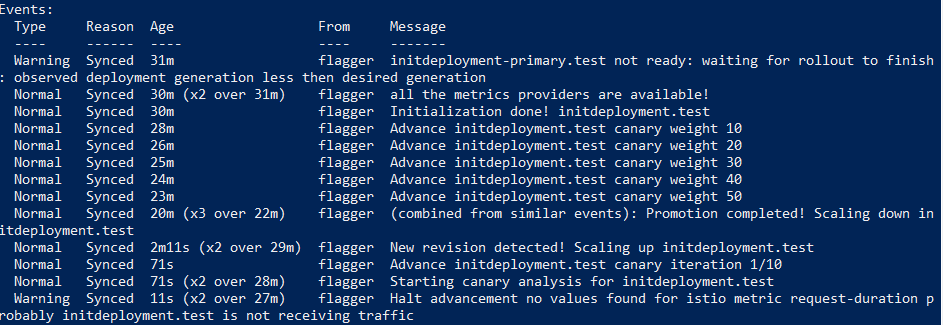 Events:
  Type     Reason  Age                   From     Message
  ----     ------  ----                  ----     -------
  Warning  Synced  31m                   flagger  initdeployment-primary.test not ready: waiting for rollout to finish
: observed deployment generation less then desired generation
  Normal   Synced  30m (x2 over 31m)     flagger  all the metrics providers are available!
  Normal   Synced  30m                   flagger  Initialization done! initdeployment.test
  Normal   Synced  28m                   flagger  Advance initdeployment.test canary weight 10
  Normal   Synced  26m                   flagger  Advance initdeployment.test canary weight 20
  Normal   Synced  25m                   flagger  Advance initdeployment.test canary weight 30
  Normal   Synced  24m                   flagger  Advance initdeployment.test canary weight 40
  Normal   Synced  23m                   flagger  Advance initdeployment.test canary weight 50
  Normal   Synced  20m (x3 over 22m)     flagger  (combined from similar events): Promotion completed! Scaling down in
itdeployment.test
  Normal   Synced  2m11s (x2 over 29m)   flagger  New revision detected! Scaling up initdeployment.test
  Normal   Synced  71s                   flagger  Advance initdeployment.test canary iteration 1/10
  Normal   Synced  71s (x2 over 28m)     flagger  Starting canary analysis for initdeployment.test
  Warning  Synced  11s (x2 over 27m)     flagger  Halt advancement no values found for istio metric request-duration p
robably initdeployment.test is not receiving traffic